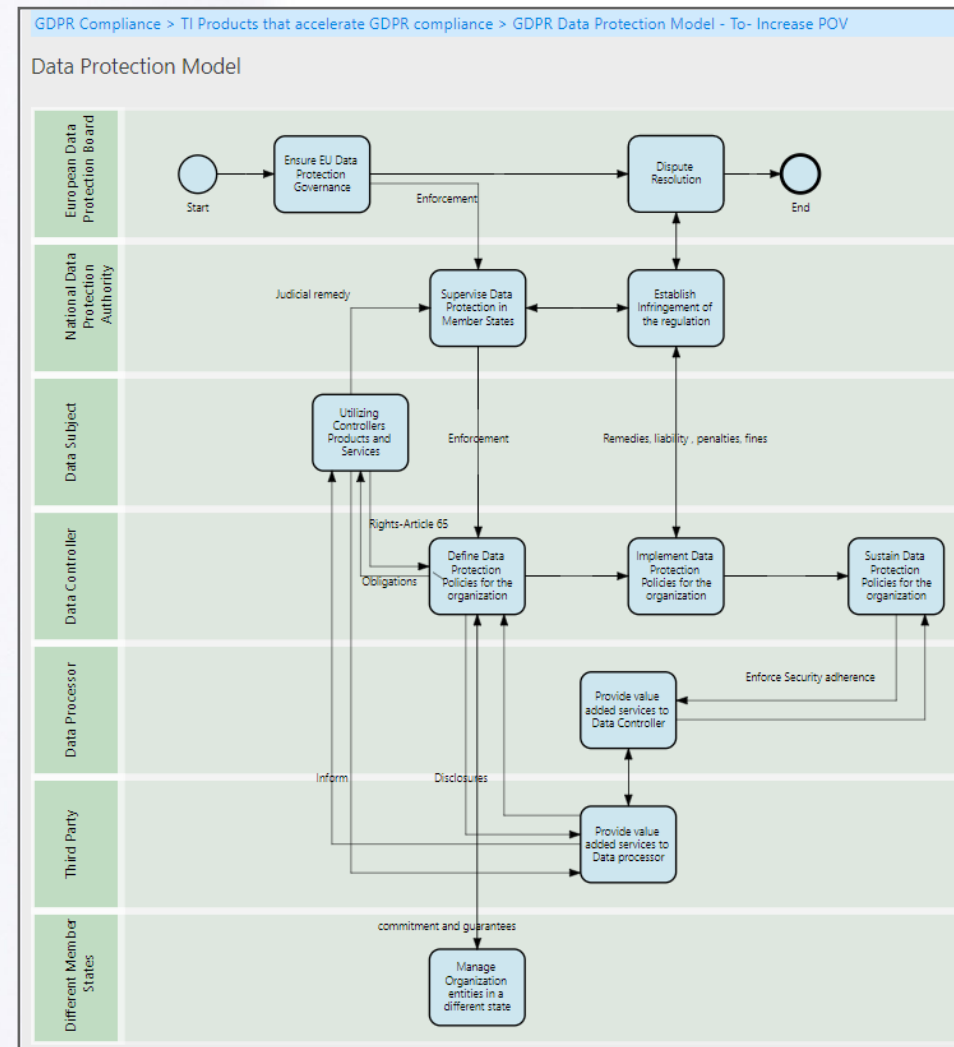 GDPR Compliance > TI Products that accelerate GDPR compliance > GDPR Data Protection Model - To- Increase POV
Data Protection Model
European Data
Protection Board
Start
Ensure EU Data
Protection
Governance
Enforcement
Dispute
Resolution
End
National Data
Protection
Authority
Judicial remedy
Supervise Data
Protection in
Member States
Establish
Infringement of
the regulation
Data Subject
Utilizing
Controllers
Products and
Services
Enforcement
Remedies, liability , penalties, fines
Rights-Article 65
Data Controller
Obligations
Define Data
Protection
Policies for the
organization
Implement Data
Protection
Policies for the
organization
Sustain Data
Protection
Policies for the
organization
Data Processor
Enforce Security adherence
Provide value
added services to
Data Controller
Inform
Disclosures
Third Party
Provide value
added services to
Data processor
Different Member
States
commitment and guarantees
Manage
Organization
entities in a
different state